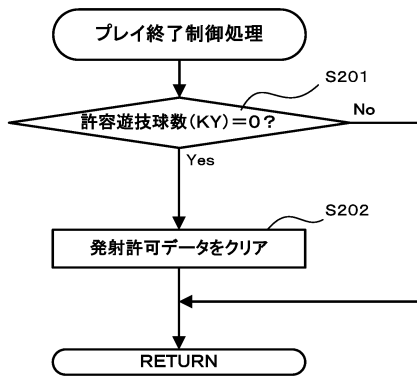 プレイ終了制御処理
S201
許容遊技球数(KY)=0?
No
Yes
S202
発射許可データをクリア
RETURN